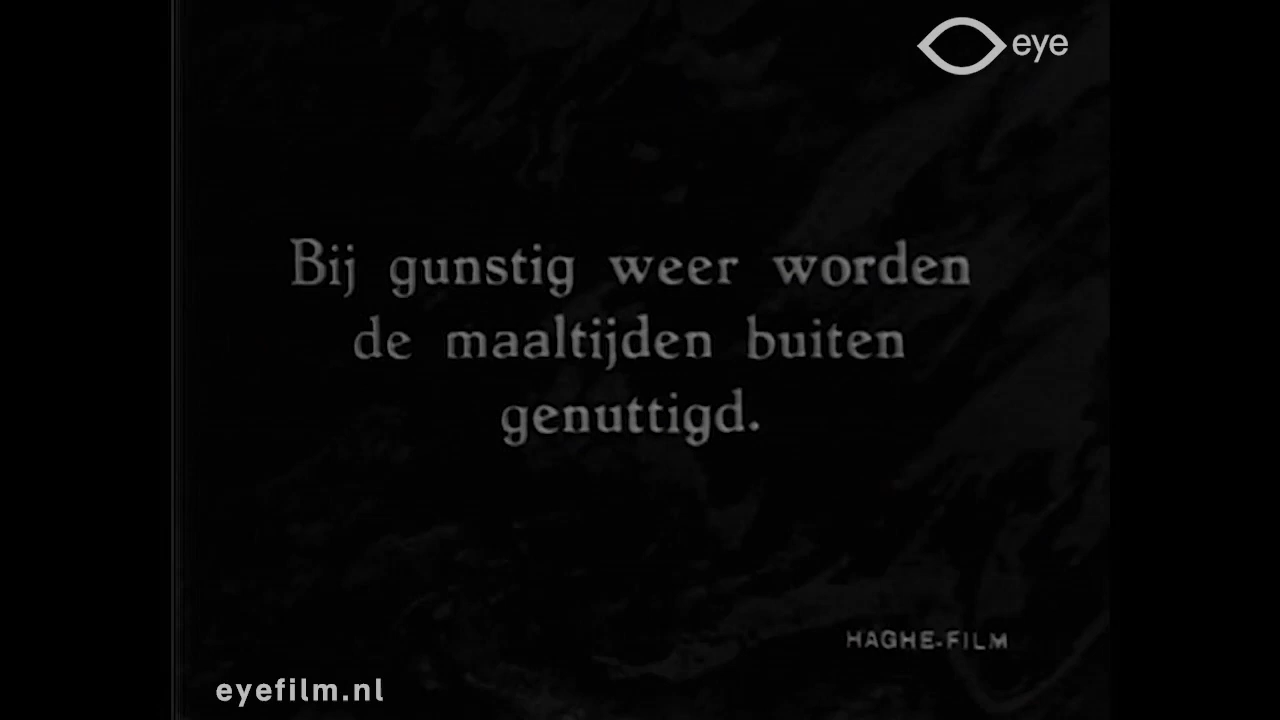 eye
Bij gunstig weer worden
de maaltijden buiten
genuttigd.
HAGHE-FILM
eyefilm.nl